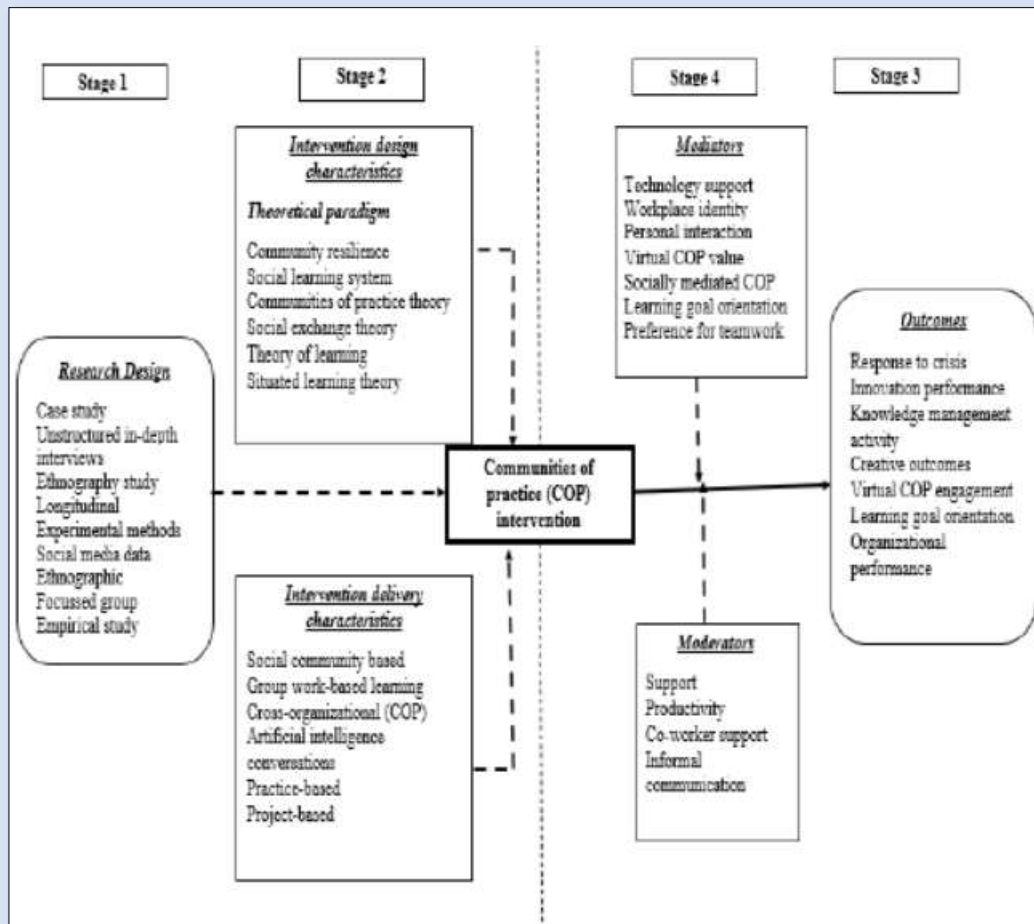 Stage 1
Stage 2
Stage 4
Stage 3
Research Design
Case study
Unstructured in-depth
interviews
Ethnography study
Longitudinal
Experimental methods
Social media data
Ethnographic
Focussed group
Empirical study
Intervention design
characteristics
Theoretical paradigm
Community resilience
Social learning system
Communities of practice theory
Social exchange theory
Theory of learning
Situated learning theory
Intervention delivery
characteristics
Social community based
Group work-based learning
Cross-organizational (COP)
Artificial intelligence
conversations
Practice-based
Project-based
Communities of
practice (COP)
intervention
Mediators
Technology support
Workplace identity
Personal interaction
Virtual COP value
Socially mediated COP
Learning goal orientation
Preference for teamwork
Moderators
Support
Productivity
Co-worker support
Informal
communication
Outcomes
Response to crisis
Innovation performance
Knowledge management
activity
Creative outcomes
Virtual COP engagement
Learning goal orientation
Organizational
performance